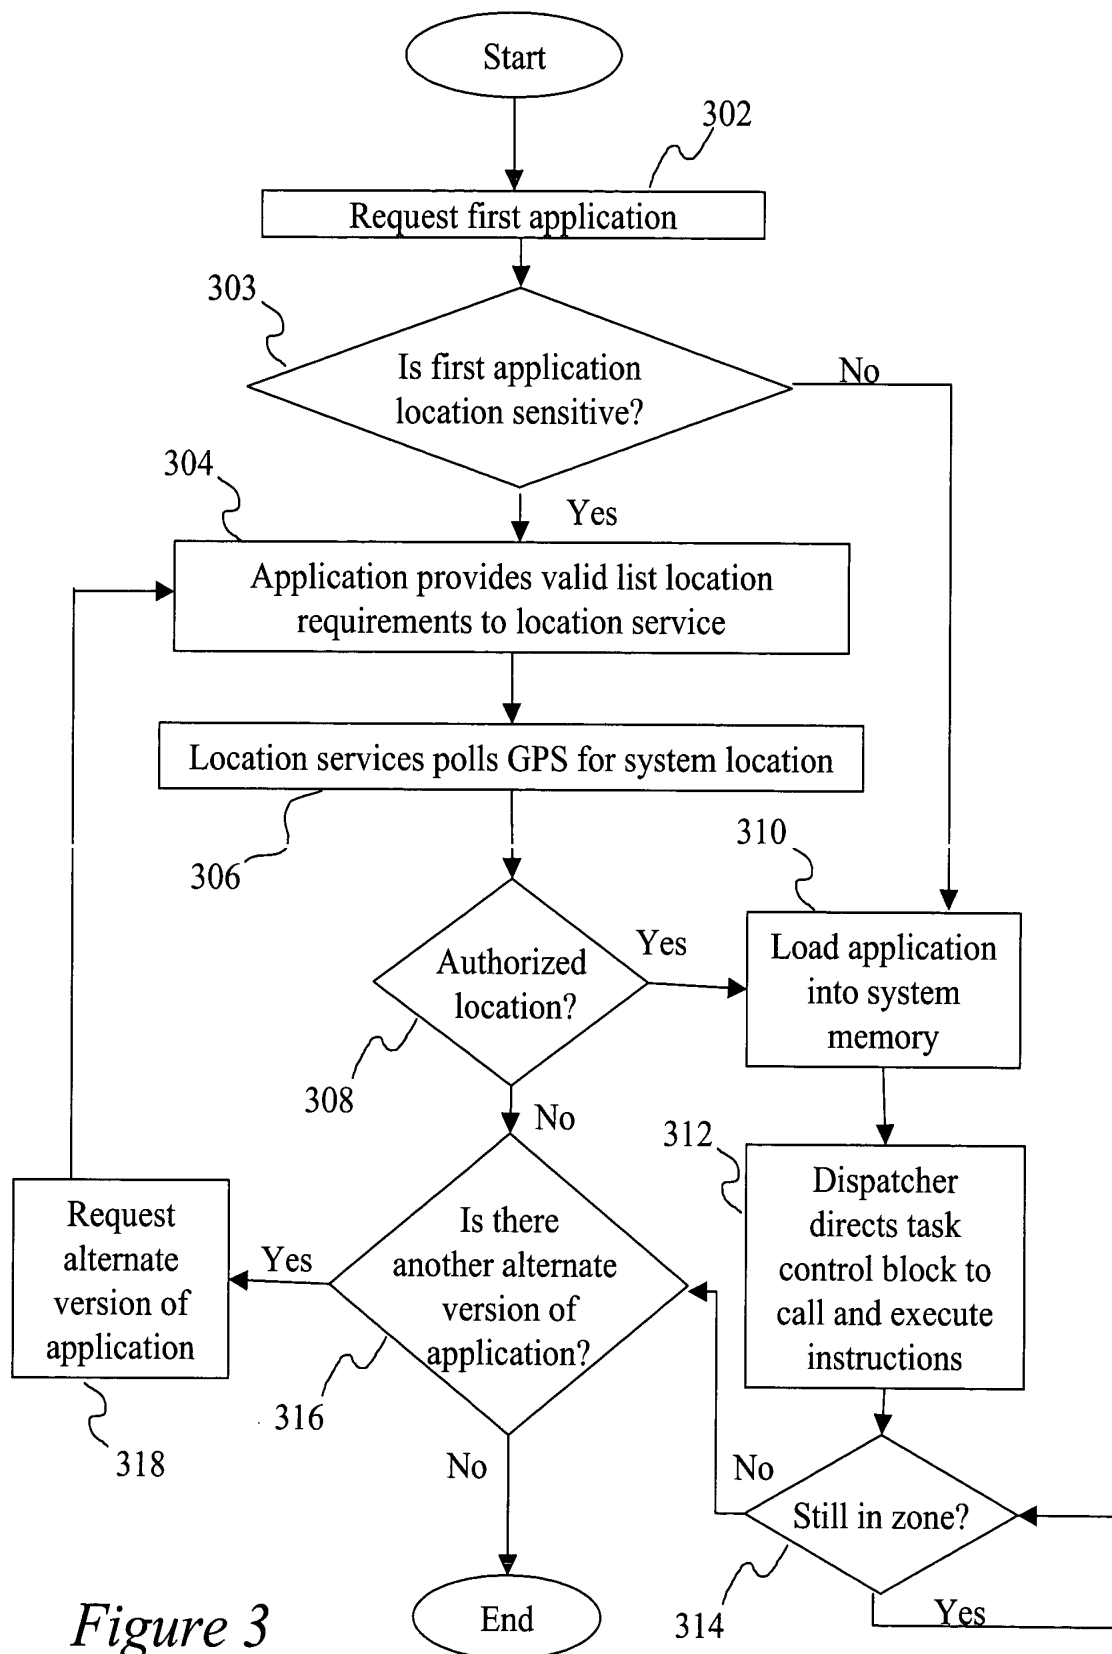 Start
302
Request first application
303
Is first application
location sensitive?
No
304
Yes
Application provides valid list location
requirements to location service
Location services polls GPS for system location
306
310
Authorized
location?
Yes
Load application
into system
memory
308
No
312
Dispatcher
directs task
control block to
call and execute
instructions
Is there
another alternate
version of
application?
Yes
Request
alternate
version of
application
316
318
No
No
Still in zone?
314
Yes
End
Figure 3